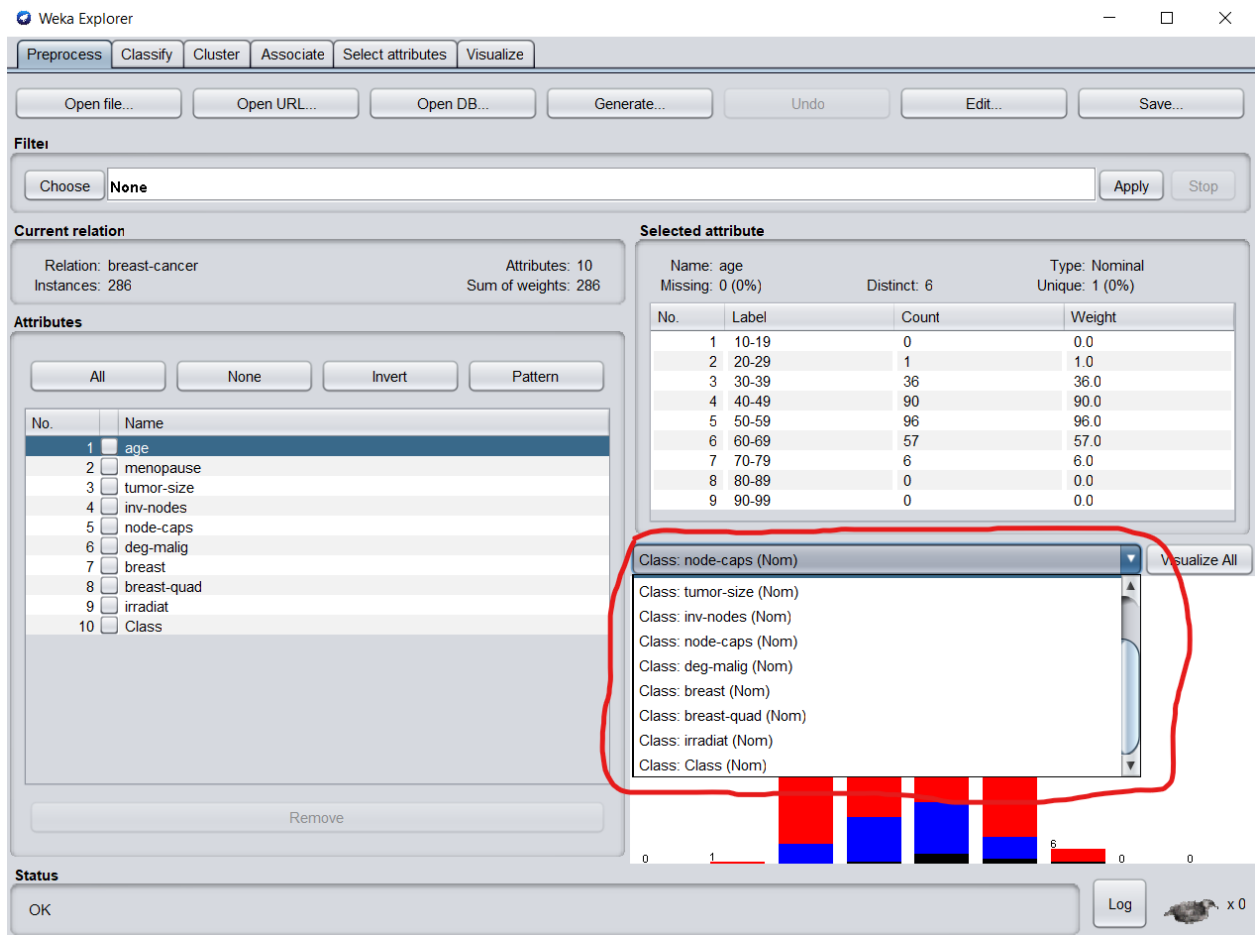 Weka Explorer
Preprocess Classify Cluster Associate Select attributes Visualize
Open file... Open URL... Open DB... Generate... Undo Edit... Save...
Filter
Choose None Apply Stop
Current relation
Relation: breast-cancer Attributes: 10
Instances: 286 Sum of weights: 286
Attributes
All None Invert Pattern
No. Name
1 age
2 menopause
3 tumor-size
4 inv-nodes
5 node-caps
6 deg-malig
7 breast
8 breast-quad
9 irradiat
10 Class
Remove
Selected attribute
Name: age Type: Nominal
Missing: 0 (0%) Distinct: 6 Unique: 1 (0%)
No. Label Count Weight
1 10-19 0 0.0
2 20-29 1 1.0
3 30-39 36 36.0
4 40-49 90 90.0
5 50-59 96 96.0
6 60-69 57 57.0
7 70-79 6 6.0
8 80-89 0 0.0
9 90-99 0 0.0
Class: node-caps (Nom) Visualize All
Class: tumor-size (Nom)
Class: inv-nodes (Nom)
Class: node-caps (Nom)
Class: deg-malig (Nom)
Class: breast (Nom)
Class: breast-quad (Nom)
Class: irradiat (Nom)
Class: Class (Nom)
0 1 6 0 0
Status
OK Log x 0